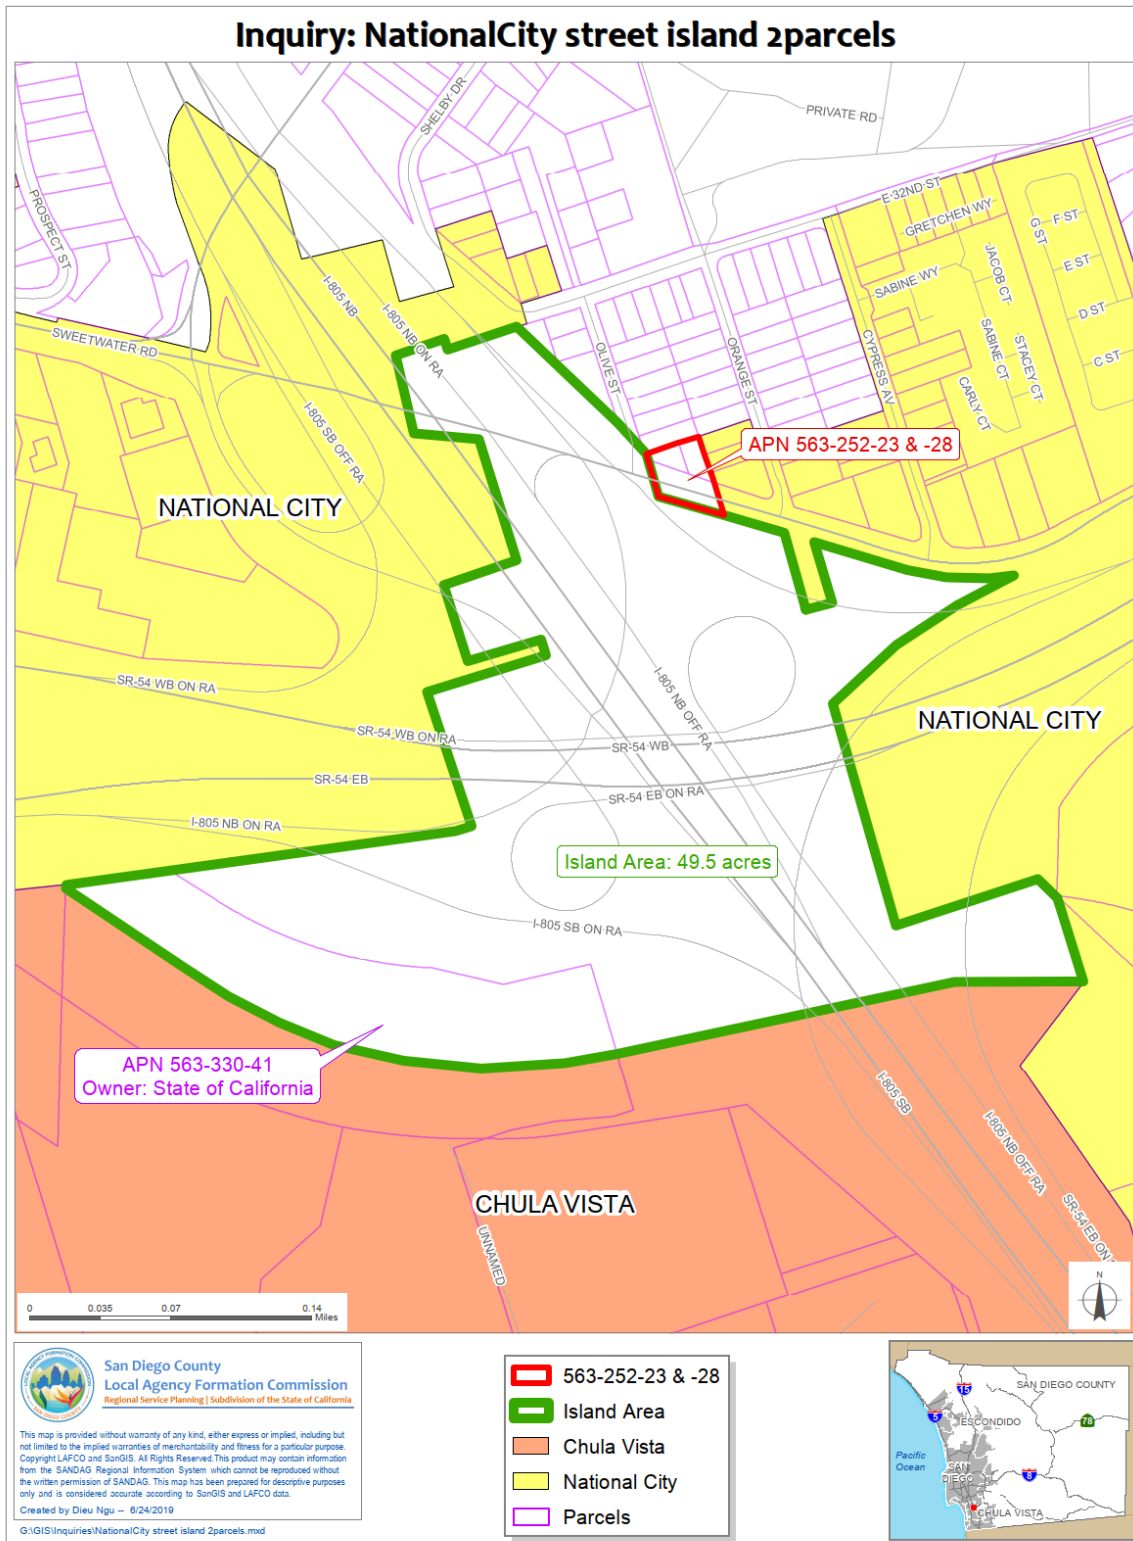 Inquiry: NationalCity street island 2parcels
SHELBY DR
PRIVATE RD
PROSPECT ST
E 32ND ST
GRETCHEN WY
G ST
F ST
E ST
D ST
C ST
JACOB CT
SABINE WY
SABINE CT
STACEY CT
CARLY CT
CYPRESS AV
ORANGE ST
OLIVE ST
I-805 NB
I-805 NB ON RA
SWEETWATER RD
I-805 SB OFF RA
APN 563-252-23 & -28
NATIONAL CITY
SR-54 WB ON RA
SR-54 WB ON RA
I-805 NB OFF RA
NATIONAL CITY
SR-54 WB
SR-54 EB
SR-54 EB ON RA
I-805 NB ON RA
Island Area: 49.5 acres
I-805 SB ON RA
APN 563-330-41
Owner: State of California
I-805 SB
I-805 NB OFF RA
SR-54 EB ON
CHULA VISTA
UNNAMED
N
0 0.035 0.07 0.14
Miles
LOCAL AGENCY FORMATION COMMISSION
SAN DIEGO COUNTY
San Diego County
Local Agency Formation Commission
Regional Service Planning | Subdivision of the State of California
This map is provided without warranty of any kind, either express or implied, including but
not limited to the implied warranties of merchantability and fitness for a particular purpose.
Copyright LAFCO and SanGIS. All Rights Reserved.This product may contain information
from the SANDAG Regional Information System which cannot be reproduced without
the written permission of SANDAG. This map has been prepared for descriptive purposes
only and is considered accurate according to SanGIS and LAFCO data.
Created by Dieu Ngu -- 6/24/2019
G:\GIS\Inquiries\NationalCity street island 2parcels.mxd
563-252-23 & -28
Island Area
Chula Vista
National City
Parcels
15
SAN DIEGO COUNTY
5
ESCONDIDO
78
Pacific
Ocean
SAN
DIEGO
8
CHULA VISTA